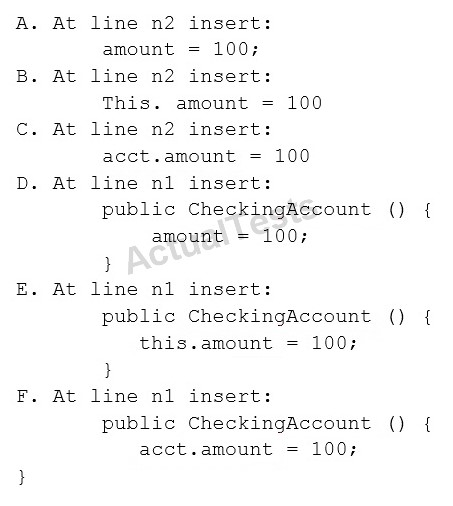 A. At line n2 insert:
amount = 100;
B. At line n2 insert:
This. amount = 100
C. At line n2 insert:
acct.amount = 100
D. At line n1 insert:
public CheckingAccount () {
amount = 100;
}
ActualTests
E. At line n1 insert:
public CheckingAccount () {
this.amount = 100;
}
F. At line n1 insert:
public CheckingAccount () {
acct.amount = 100;
}